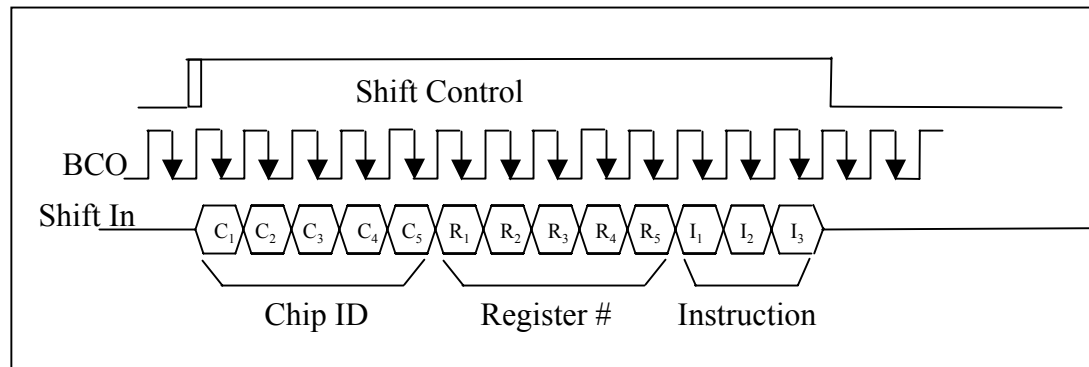 Shift Control
BCO
Shift In
C1 C2 C3 C4 C5 R1 R2 R3 R4 R5 I1 I2 I3
Chip ID Register # Instruction